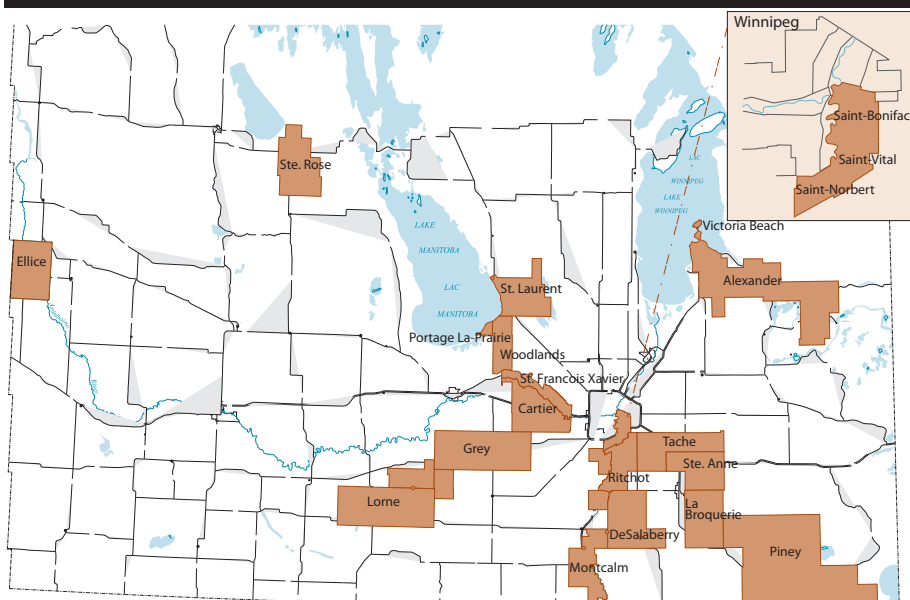 Winnipeg
Saint-Bonifac
Saint-Vital
Saint-Norbert
Ste. Rose
LAC
WINNIPEG
LAKE
WINNIPEG
Victoria Beach
LAKE
MANITOBA
Ellice
Alexander
LAC
St. Laurent
MANITOBA
Portage La-Prairie
Woodlands
St. Francois Xavier
Cartier
Tache
Grey
Ste. Anne
Ritchot
Lorne
La
Broquerie
DeSalaberry
Piney
Montcalm